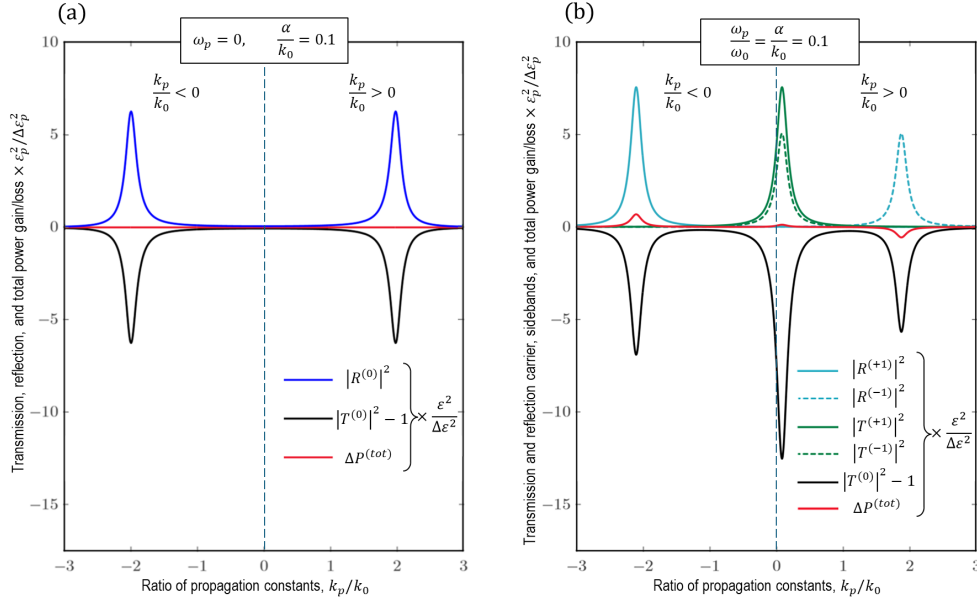 (a)
ω_p = 0, α/k_0 = 0.1
k_p/k_0 < 0
k_p/k_0 > 0
Transmission, reflection, and total power gain/loss × ε_p^2/Δε_p^2
10
5
0
−5
−10
−15
−3 −2 −1 0 1 2 3
Ratio of propagation constants, k_p/k_0
|R^(0)|^2
|T^(0)|^2 − 1
ΔP^(tot)
× ε^2/Δε^2
(b)
ω_p/ω_0 = α/k_0 = 0.1
k_p/k_0 < 0
k_p/k_0 > 0
Transmission and reflection carrier, sidebands, and total power gain/loss × ε_p^2/Δε_p^2
10
5
0
−5
−10
−15
−3 −2 −1 0 1 2 3
Ratio of propagation constants, k_p/k_0
|R^(+1)|^2
|R^(−1)|^2
|T^(+1)|^2
|T^(−1)|^2
|T^(0)|^2 − 1
ΔP^(tot)
× ε^2/Δε^2